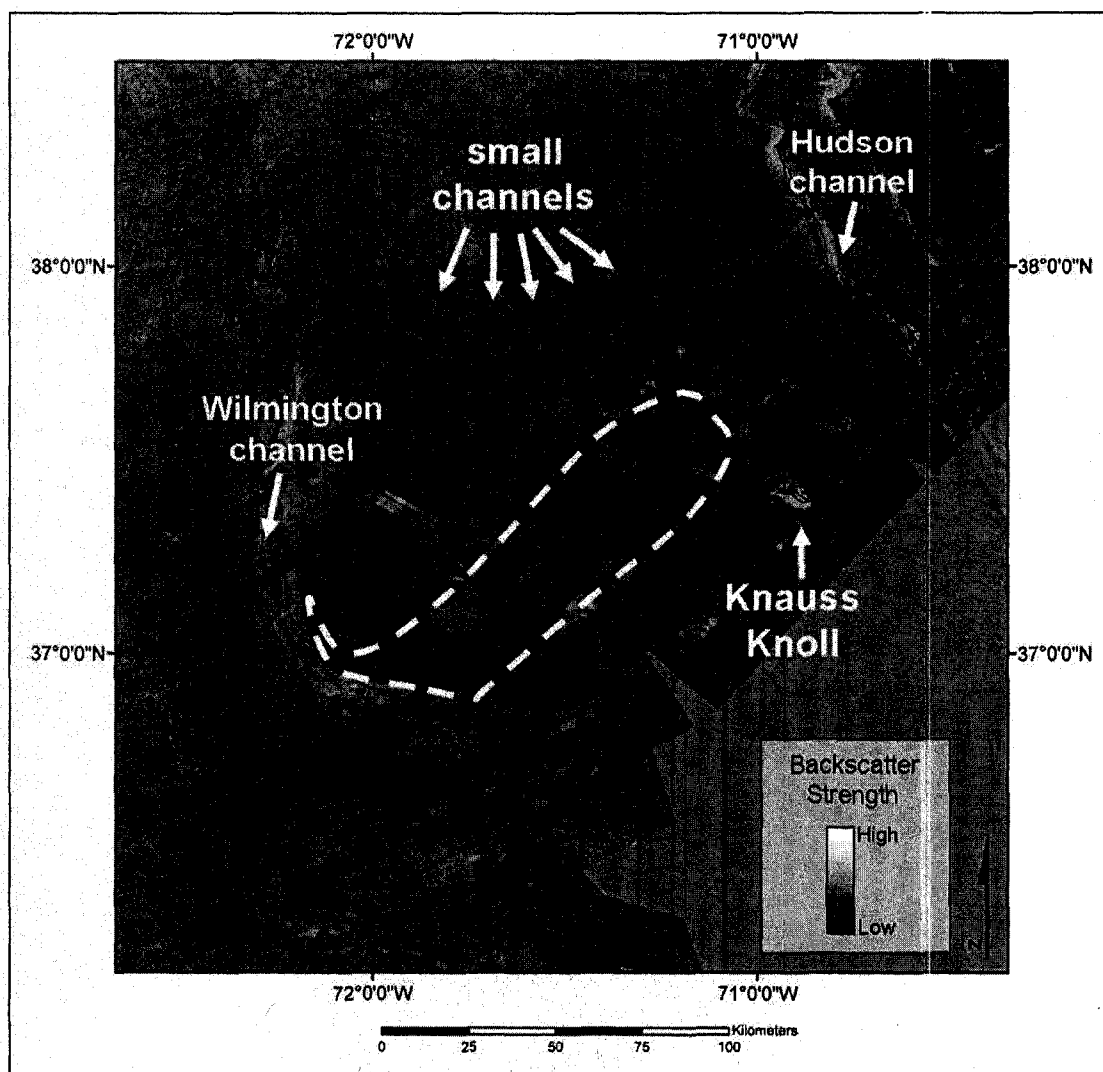 72°0'0"W
71°0'0"W
small
channels
Hudson
channel
38°0'0"N
38°0'0"N
Wilmington
channel
Knauss
Knoll
37°0'0"N
37°0'0"N
Backscatter
Strength
High
Low
N
72°0'0"W
71°0'0"W
Kilometers
0 25 50 75 100